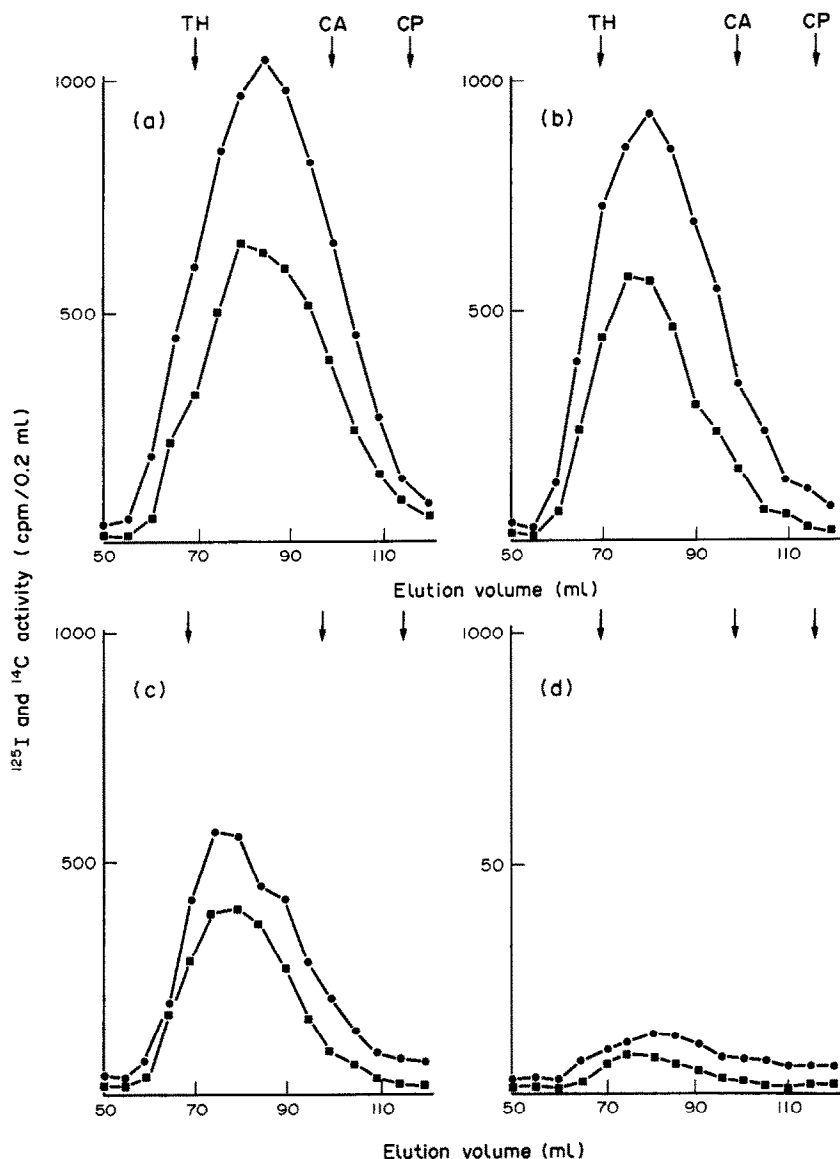 TH CA CP TH CA CP
1000 1000
(a) (b)
500 500
50 70 90 110 50 70 90 110
Elution volume (ml)
¹²⁵I and ¹⁴C activity (cpm/0.2 ml)
1000 1000
(c) (d)
500 50
50 70 90 110 50 70 90 110
Elution volume (ml)